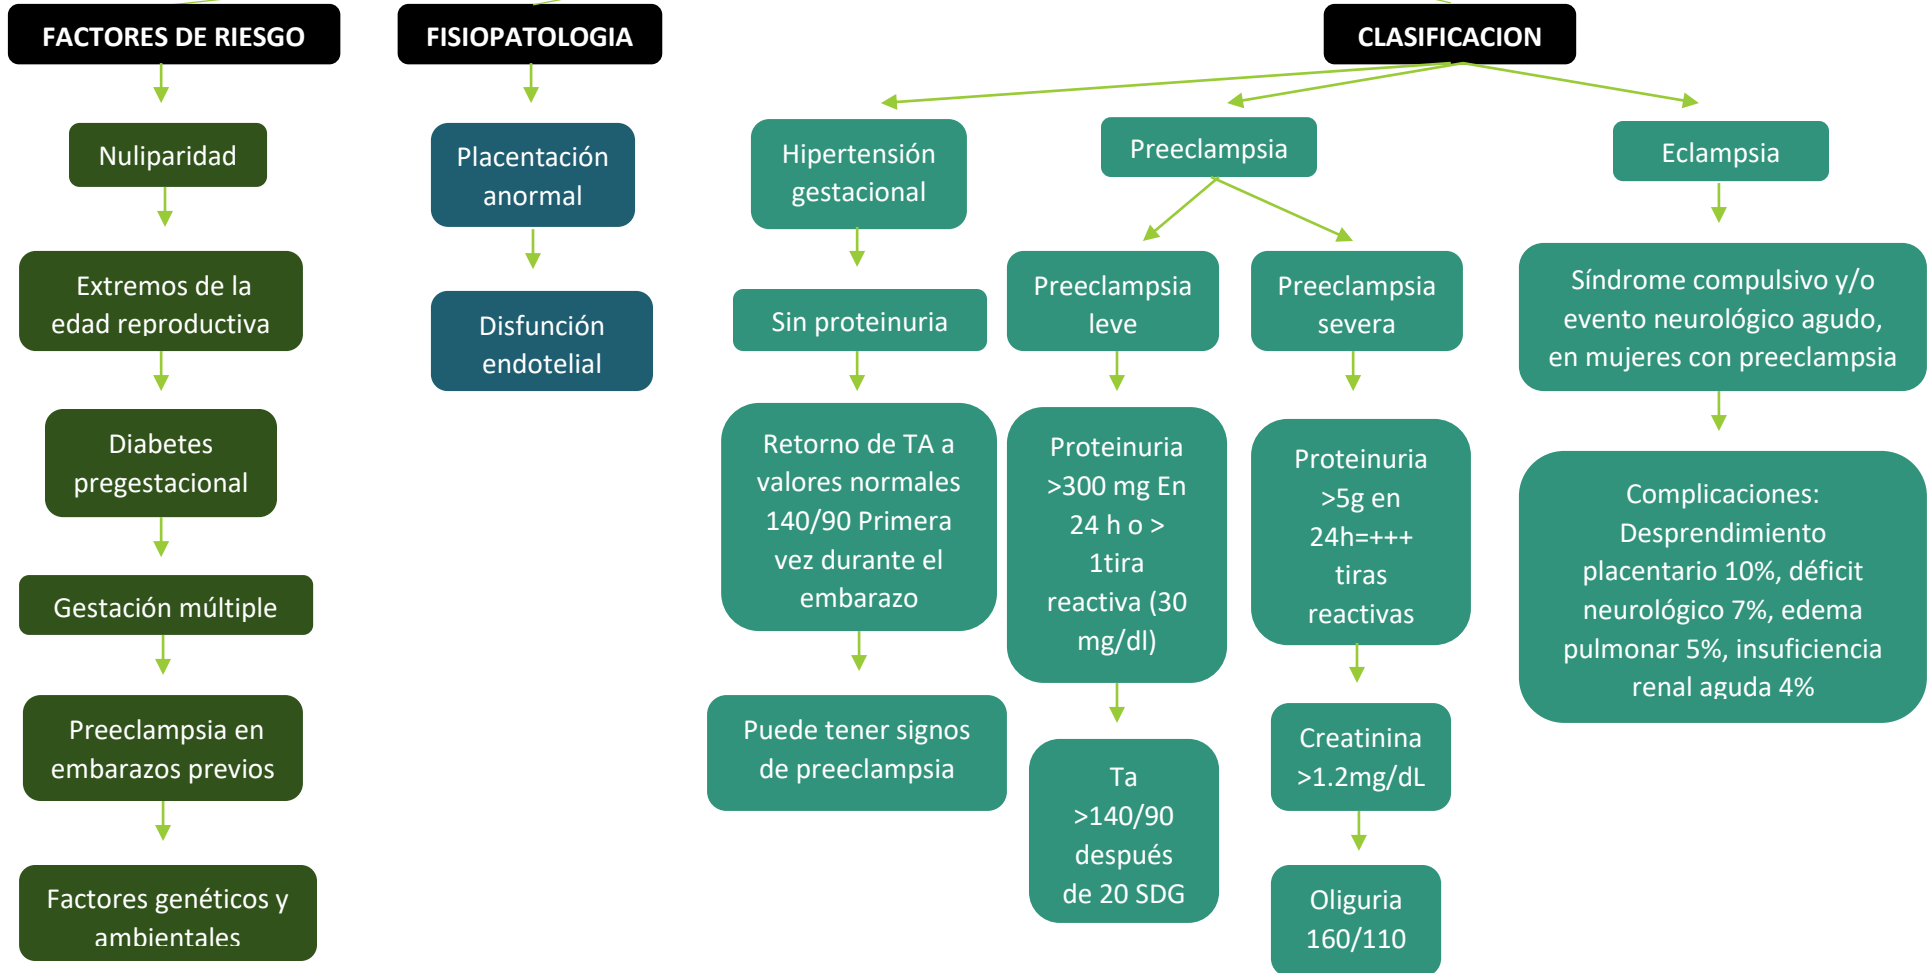 FACTORES DE RIESGO
Nuliparidad
Extremos de la
edad reproductiva
Diabetes
pregestacional
Gestación múltiple
Preeclampsia en
embarazos previos
Factores genéticos y
ambientales
FISIOPATOLOGIA
Placentación
anormal
Disfunción
endotelial
CLASIFICACION
Hipertensión
gestacional
Sin proteinuria
Retorno de TA a
valores normales
140/90 Primera
vez durante el
embarazo
Puede tener signos
de preeclampsia
Preeclampsia
Preeclampsia
leve
Proteinuria
>300 mg En
24 h o >
1tira
reactiva (30
mg/dl)
Ta
>140/90
después
de 20 SDG
Preeclampsia
severa
Proteinuria
>5g en
24h=+++
tiras
reactivas
Creatinina
>1.2mg/dL
Oliguria
160/110
Eclampsia
Síndrome compulsivo y/o
evento neurológico agudo,
en mujeres con preeclampsia
Complicaciones:
Desprendimiento
placentario 10%, déficit
neurológico 7%, edema
pulmonar 5%, insuficiencia
renal aguda 4%